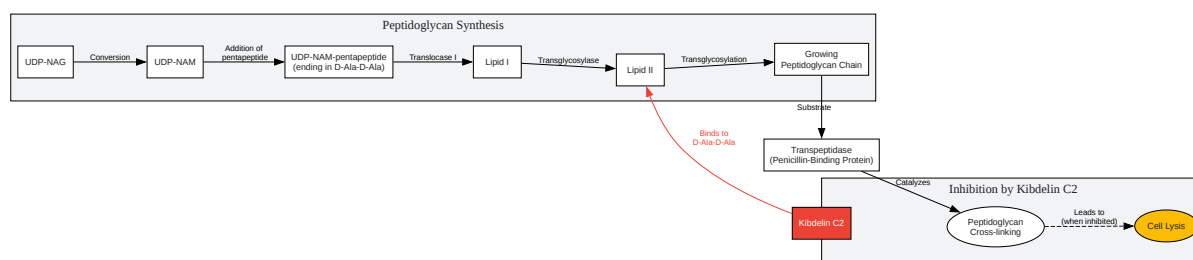 Peptidoglycan Synthesis
UDP-NAG
Conversion
UDP-NAM
Addition of
pentapeptide
UDP-NAM-pentapeptide
(ending in D-Ala-D-Ala)
Translocase I
Lipid I
Transglycosylase
Lipid II
Transglycosylation
Growing
Peptidoglycan Chain
Substrate
Binds to
D-Ala-D-Ala
Transpeptidase
(Penicillin-Binding Protein)
Catalyzes
Inhibition by Kibdelin C2
Kibdelin C2
Peptidoglycan
Cross-linking
Leads to
(when inhibited)
Cell Lysis